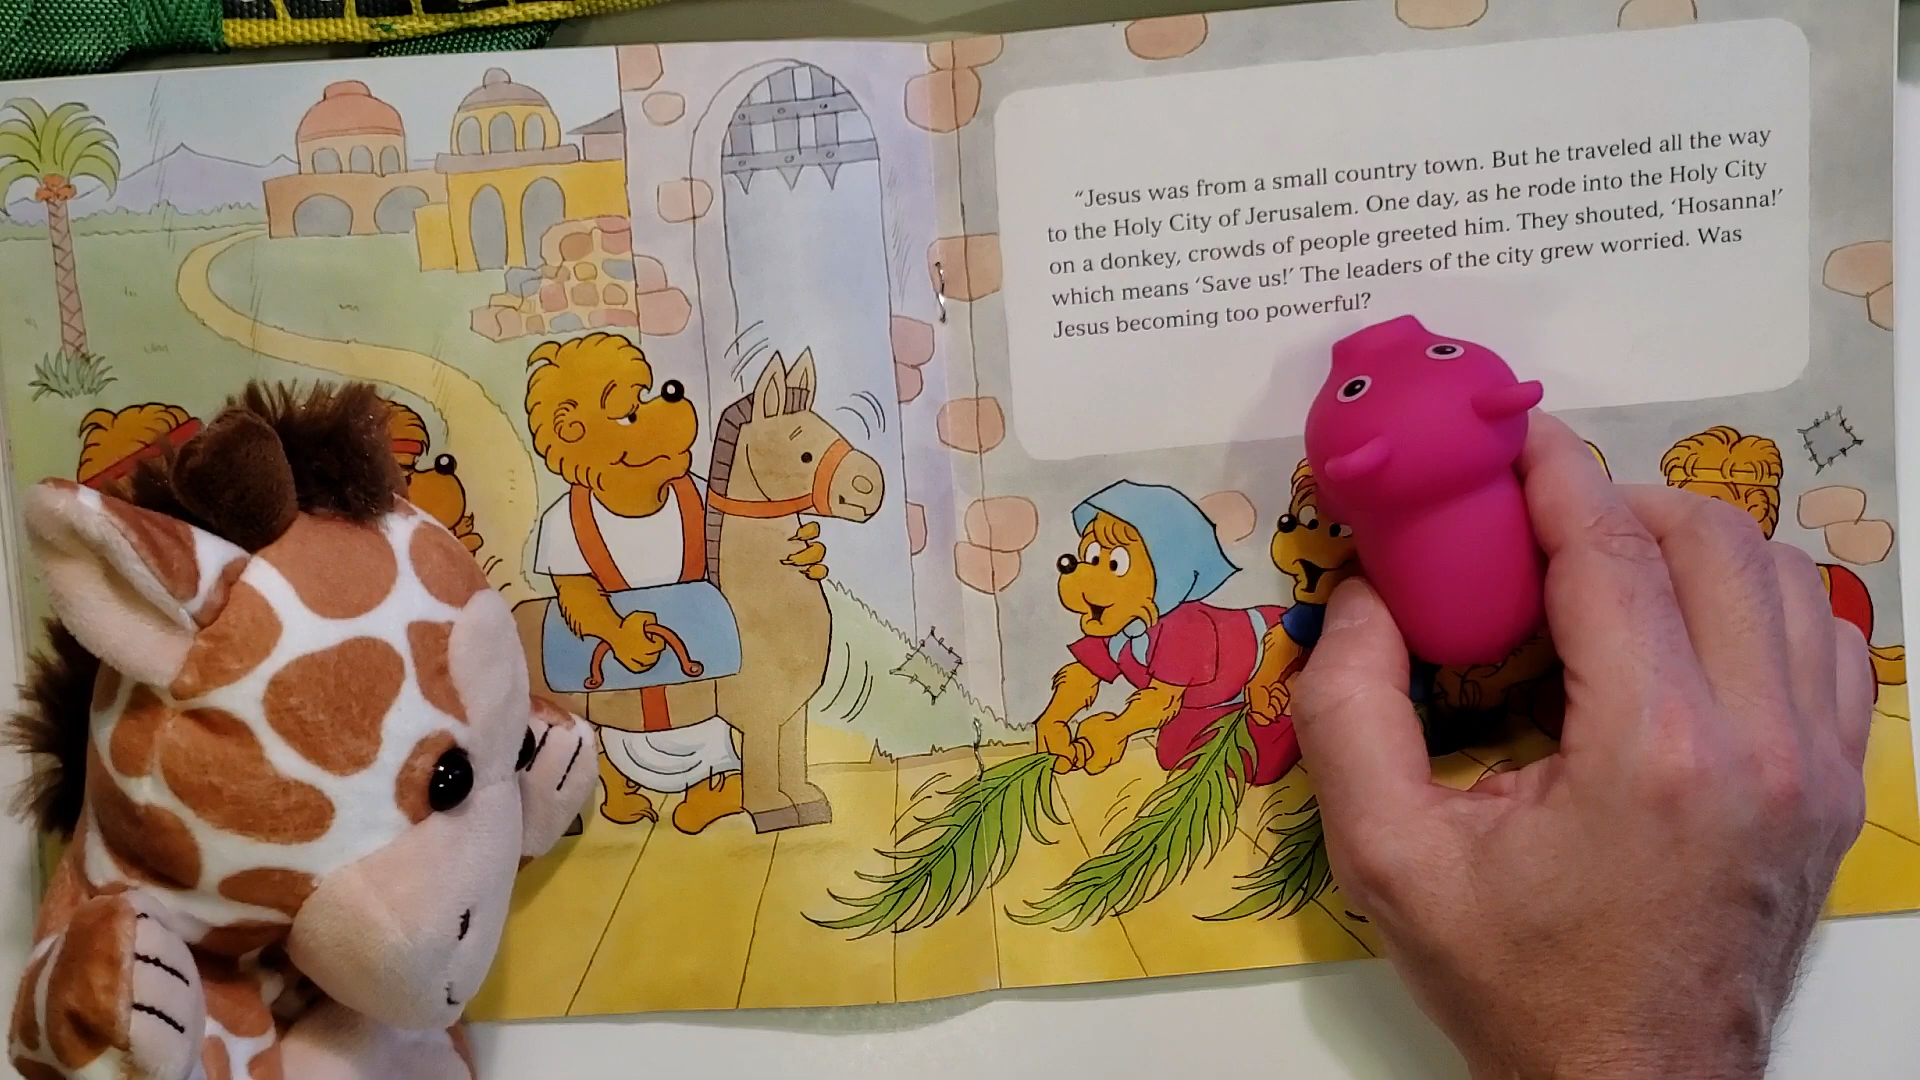 “Jesus was from a small country town. But he traveled all the way
to the Holy City of Jerusalem. One day, as he rode into the Holy City
on a donkey, crowds of people greeted him. They shouted, ‘Hosanna!’
which means ‘Save us!’ The leaders of the city grew worried. Was
Jesus becoming too powerful?